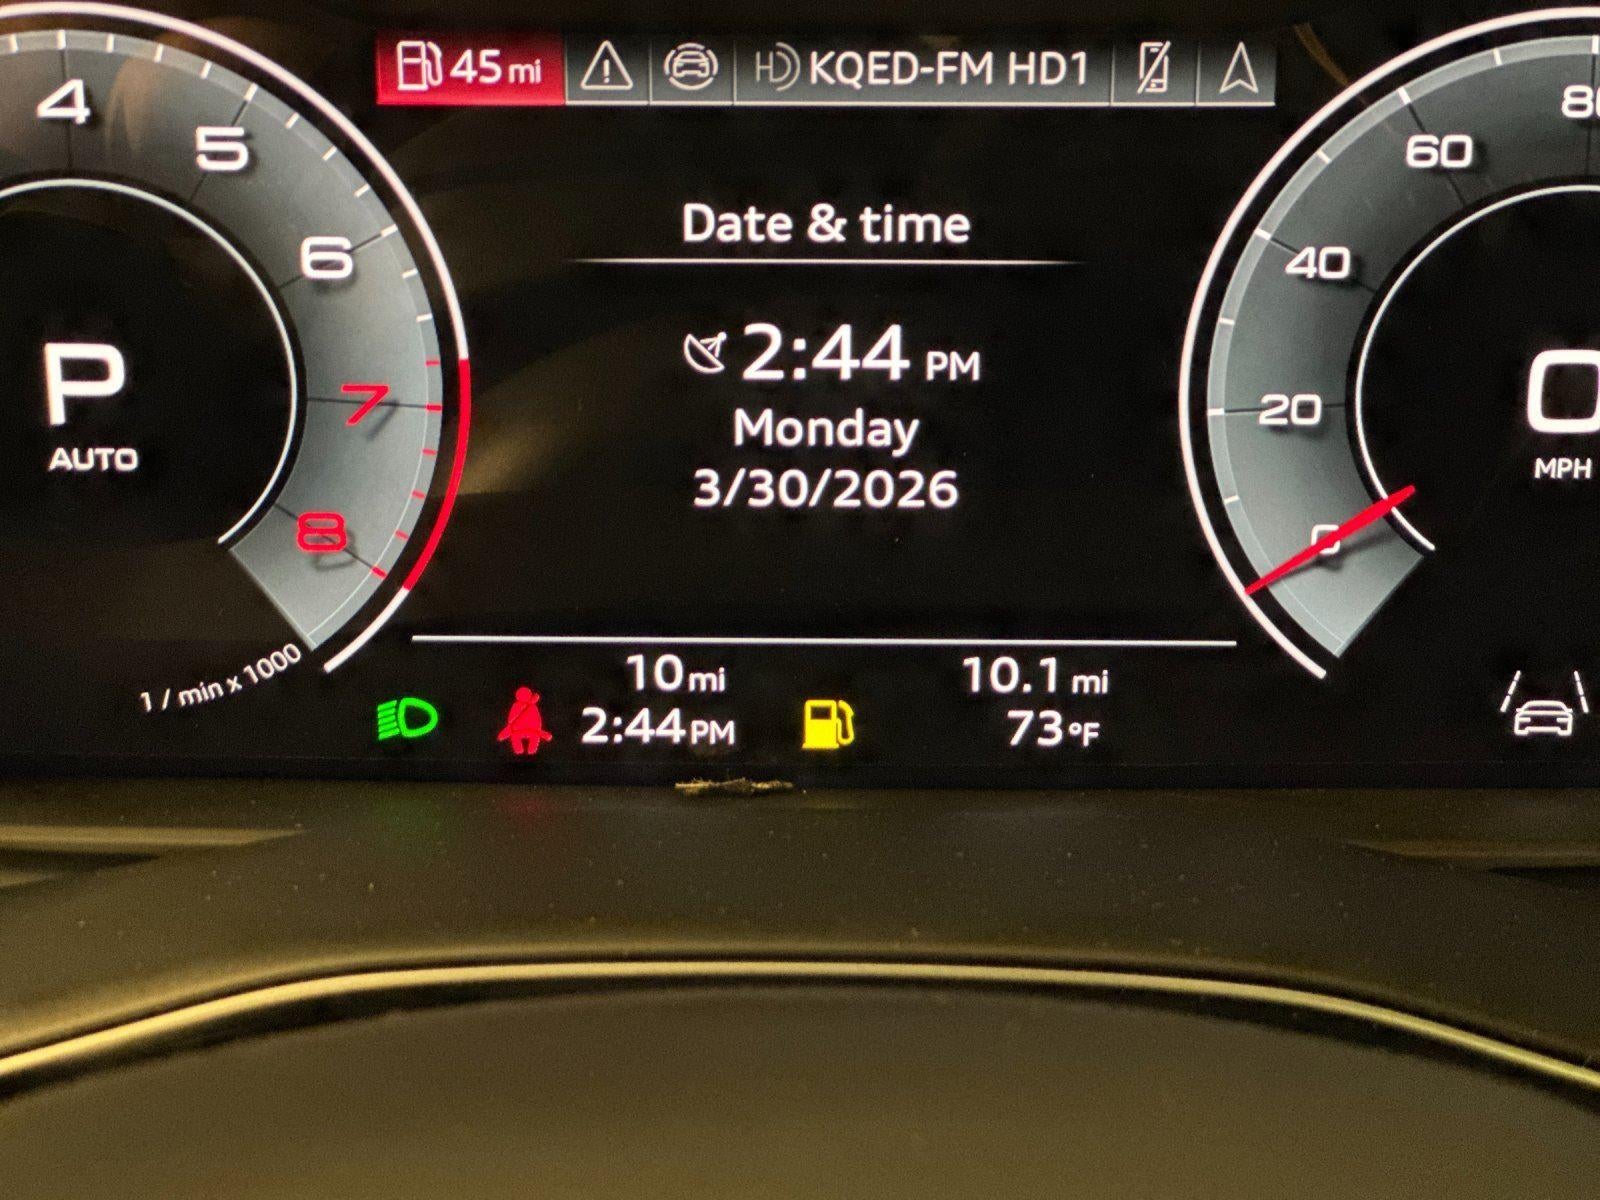 45 mi
KQED-FM HD1
4
5
6
7
8
1 / min x 1000
P
AUTO
Date & time
2:44 PM
Monday
3/30/2026
80
60
40
20
0
0
MPH
10 mi
10.1 mi
2:44 PM
73 °F